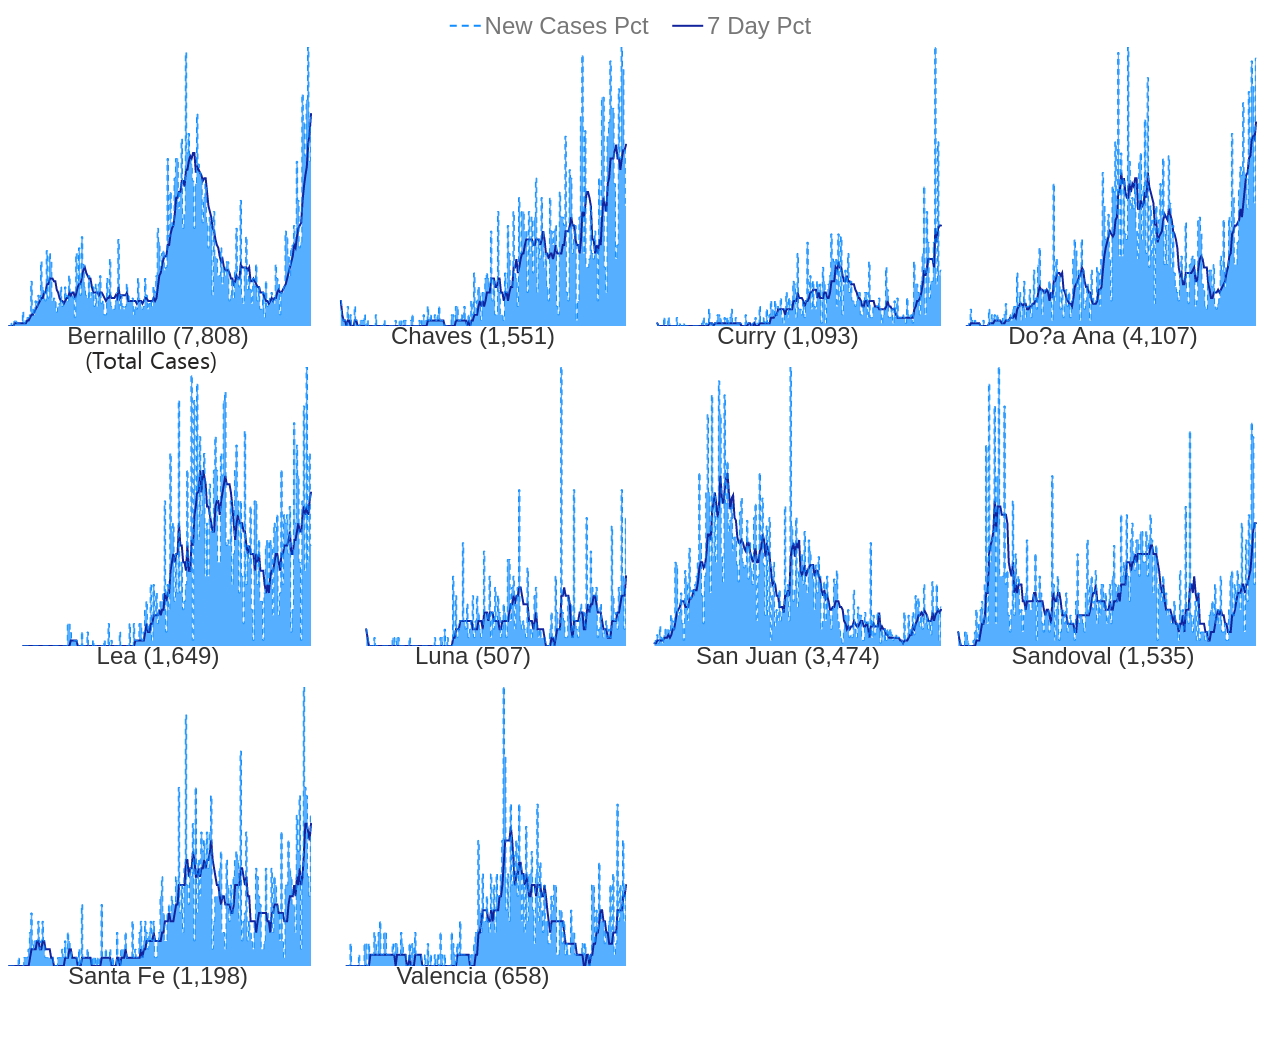 New Cases Pct 7 Day Pct
Bernalillo (7,808) Chaves (1,551) Curry (1,093) Do?a Ana (4,107)
(Total Cases)
Lea (1,649) Luna (507) San Juan (3,474) Sandoval (1,535)
Santa Fe (1,198) Valencia (658)